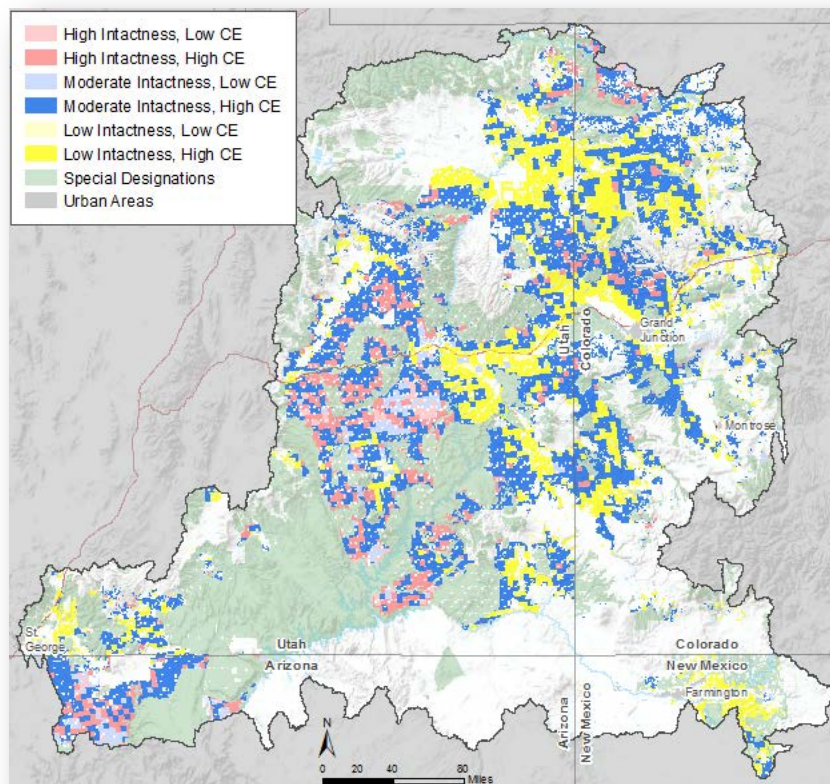 High Intactness, Low CE
High Intactness, High CE
Moderate Intactness, Low CE
Moderate Intactness, High CE
Low Intactness, Low CE
Low Intactness, High CE
Special Designations
Urban Areas
Utah
Colorado
Grand
Junction
Montrose
St.
George
Utah
Arizona
Colorado
New Mexico
Farmington
Arizona
New Mexico
N
0 20 40 80
Miles